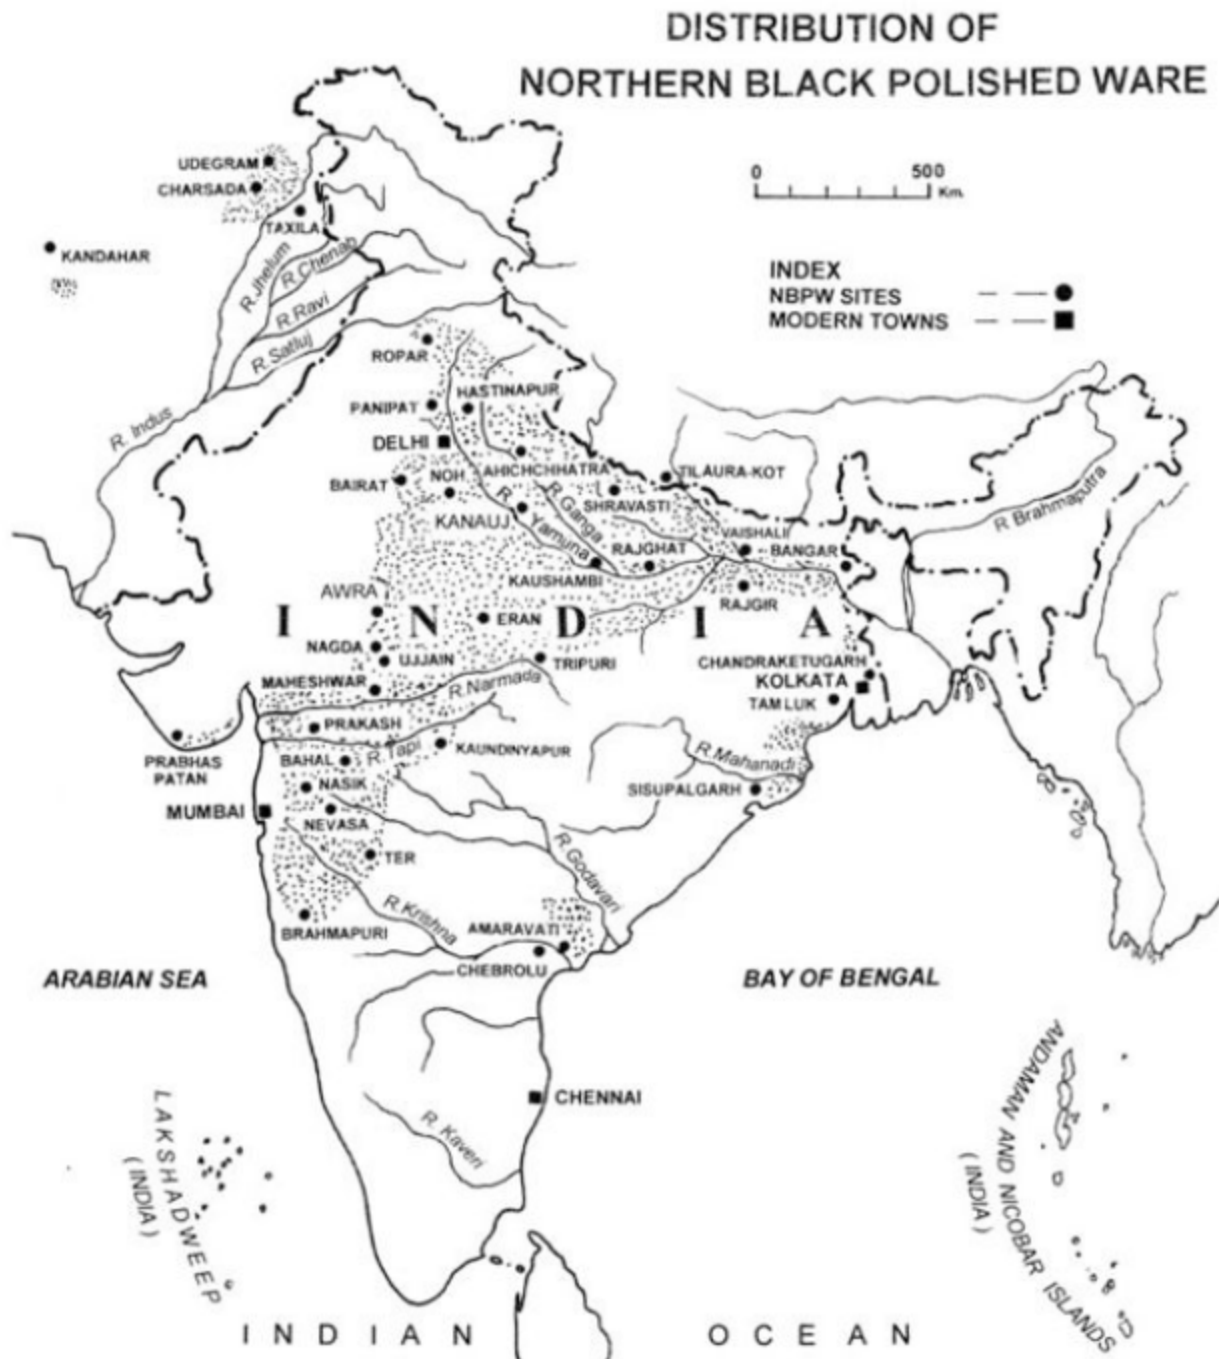 DISTRIBUTION OF
NORTHERN BLACK POLISHED WARE
0 500
Km.
INDEX
NBPW SITES
MODERN TOWNS
UDEGRAM
CHARSADA
TAXILA
KANDAHAR
R.Jhelum
R.Chenab
R.Ravi
R.Satluj
R. Indus
ROPAR
HASTINAPUR
PANIPAT
DELHI
AHICHCHHATRA
TILAURA-KOT
BAIRAT
NOH
SHRAVASTI
R.Ganga
R. Yamuna
R Brahmaputra
KANAUJ
VAISHALI
RAJGHAT
BANGAR
KAUSHAMBI
AWRA
RAJGIR
INDIA
ERAN
NAGDA
UJJAIN
TRIPURI
CHANDRAKETUGARH
MAHESHWAR
R.Narmada
KOLKATA
TAMLUK
PRAKASH
PRABHAS
PATAN
BAHAL
R.Tapi
KAUNDINYAPUR
R.Mahanadi
NASIK
SISUPALGARH
MUMBAI
NEVASA
TER
R.Godavari
R.Krishna
BRAHMAPURI
AMARAVATI
CHEBROLU
ARABIAN SEA
BAY OF BENGAL
CHENNAI
R. Kaveri
LAKSHADWEEP
(INDIA)
ANDAMAN AND NICOBAR ISLANDS
(INDIA)
INDIAN OCEAN